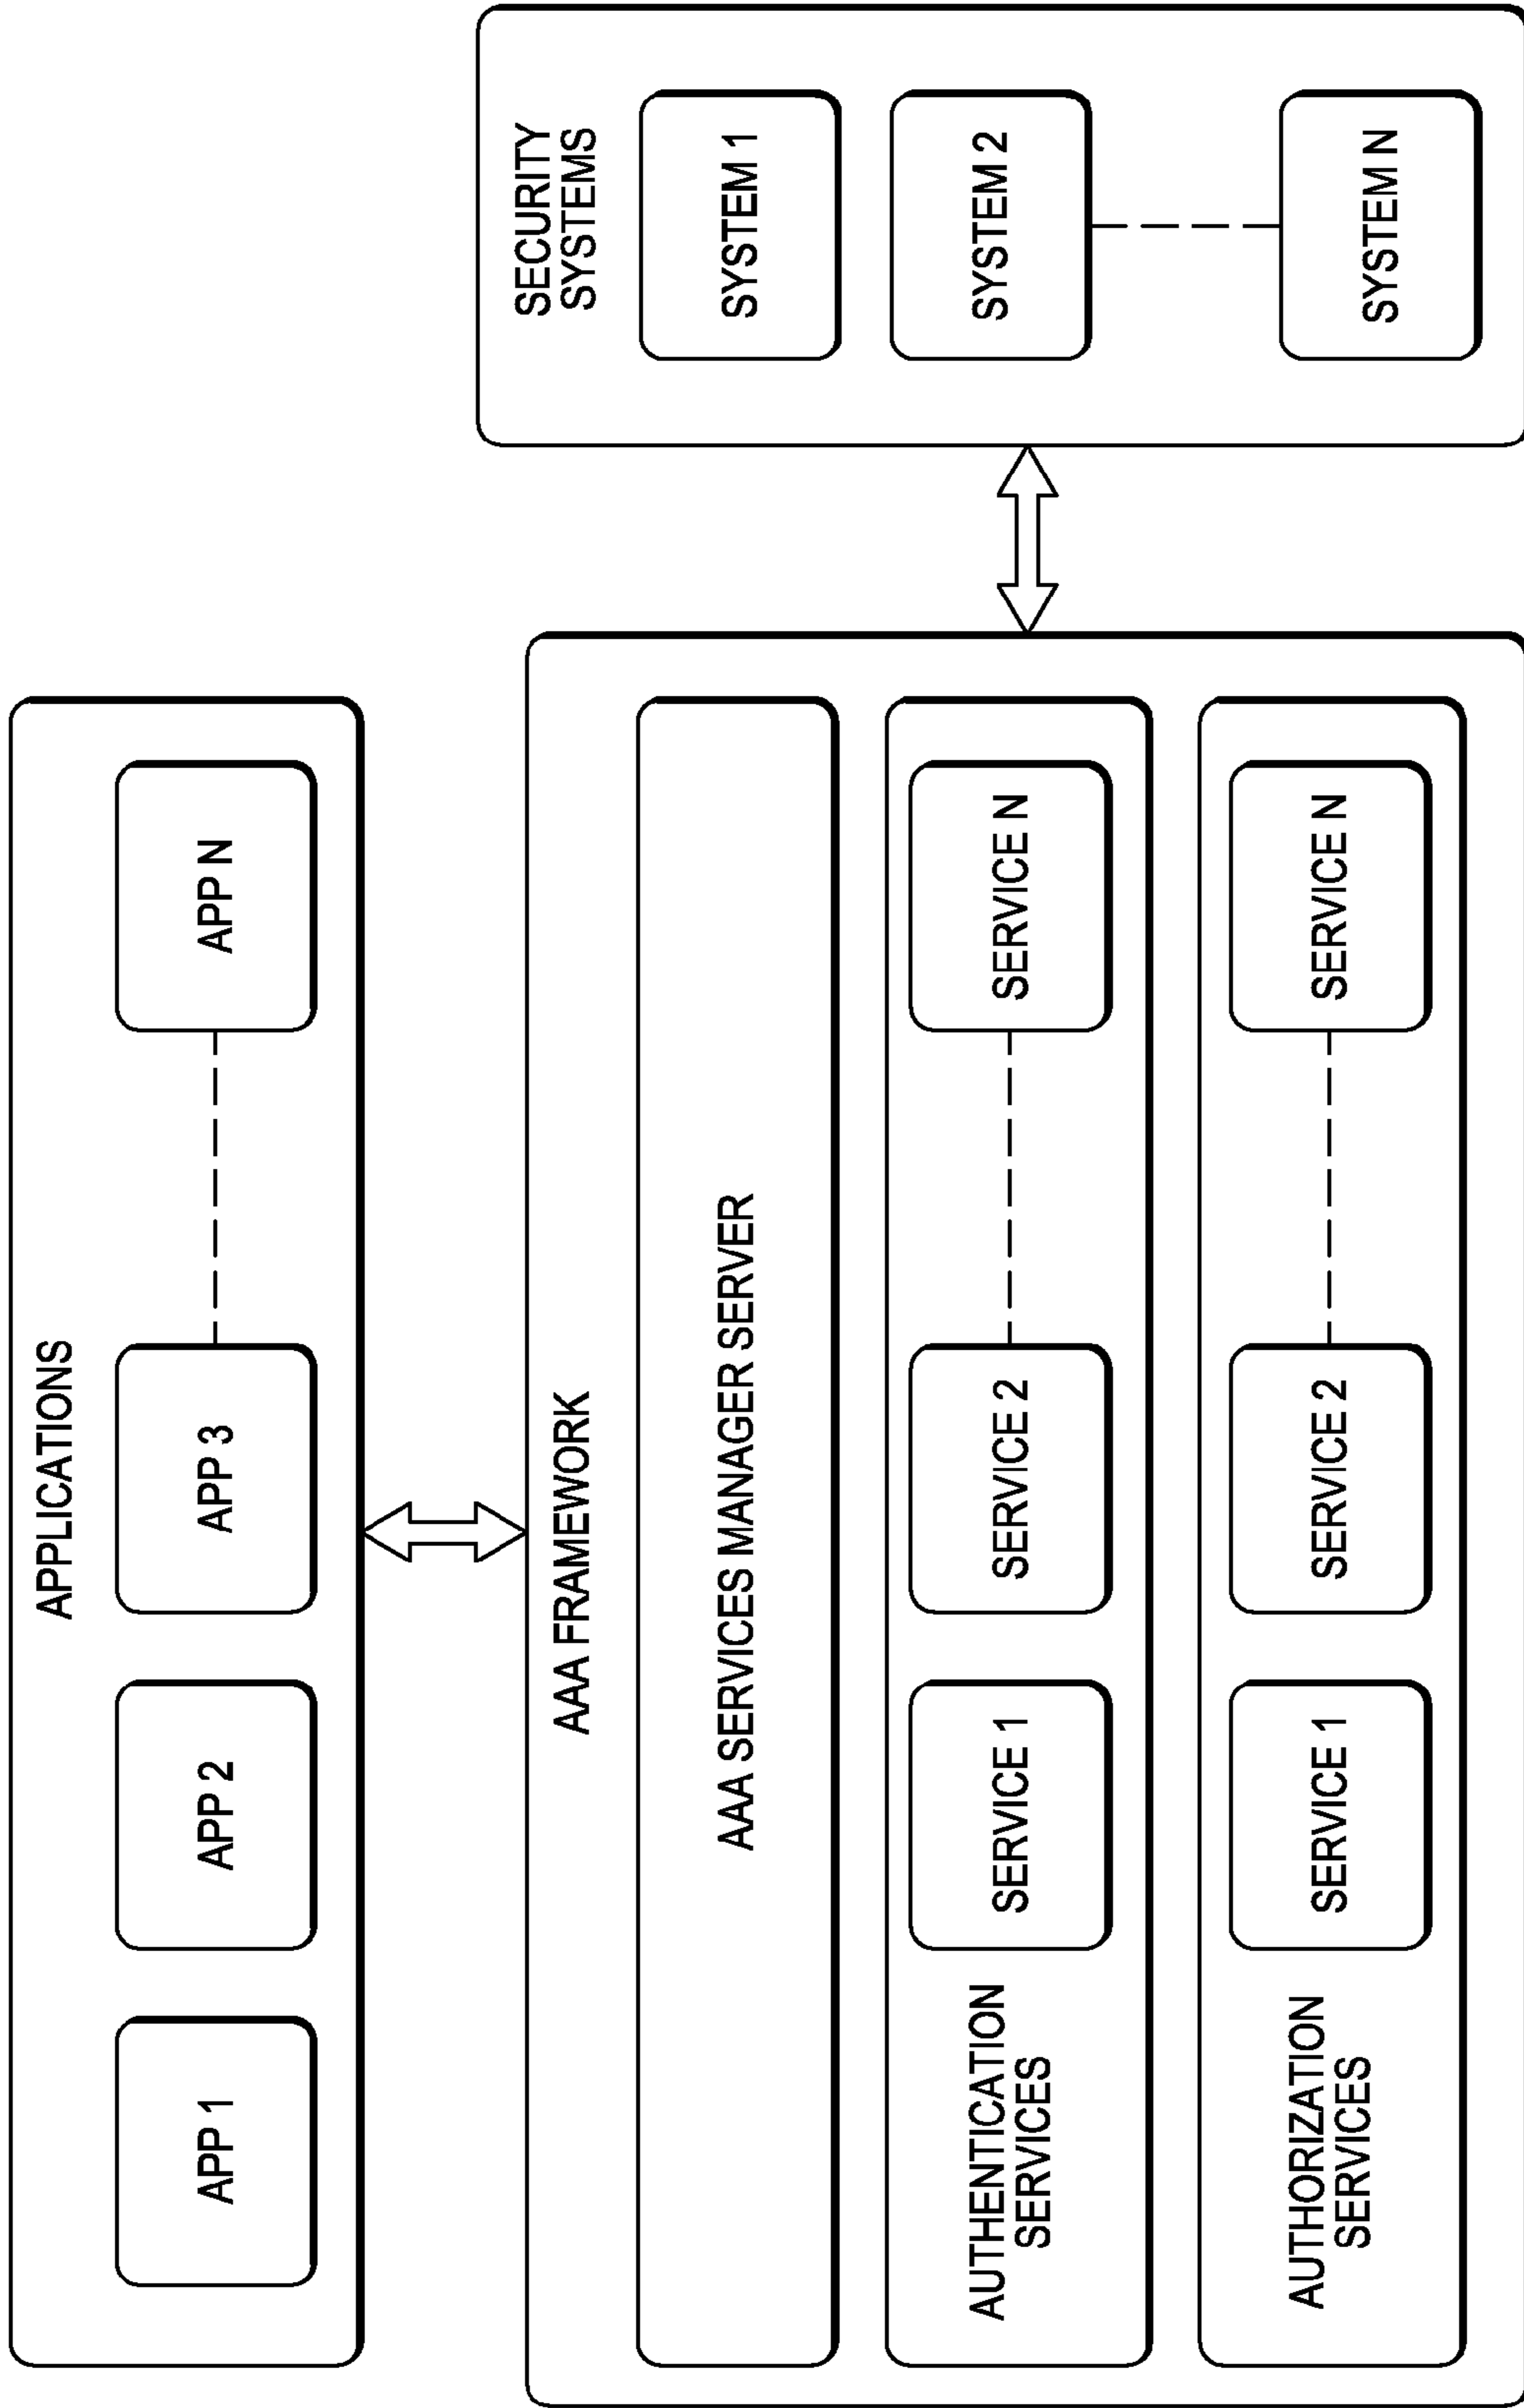 APPLICATIONS
APP 1
APP 2
APP 3
APP N
AAA FRAMEWORK
AAA SERVICES MANAGER SERVER
AUTHENTICATION
SERVICES
SERVICE 1
SERVICE 2
SERVICE N
AUTHORIZATION
SERVICES
SERVICE 1
SERVICE 2
SERVICE N
SECURITY
SYSTEMS
SYSTEM 1
SYSTEM 2
SYSTEM N